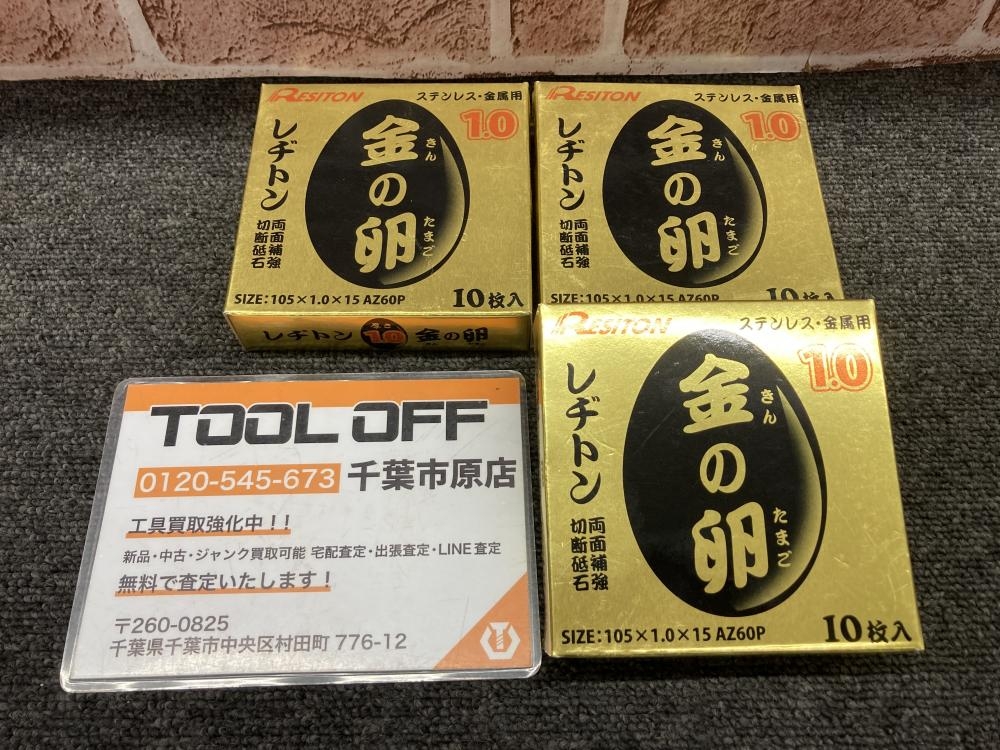 RESITON
ステンレス・金属用
1.0
レヂトン
金の卵
きん
たまご
両面補強
切断砥石
SIZE:105×1.0×15 AZ60P
10枚入
レヂトン 厚さ 1.0 金の卵
RESITON
ステンレス・金属用
1.0
レヂトン
金の卵
きん
たまご
両面補強
切断砥石
SIZE:105×1.0×15 AZ60P
10枚入
RESITON
ステンレス・金属用
1.0
レヂトン
金の卵
きん
たまご
両面補強
切断砥石
SIZE:105×1.0×15 AZ60P
10枚入
TOOL OFF
0120-545-673 千葉市原店
工具買取強化中！！
新品・中古・ジャンク買取可能 宅配査定・出張査定・LINE査定
無料で査定いたします！
〒260-0825
千葉県千葉市中央区村田町 776-12